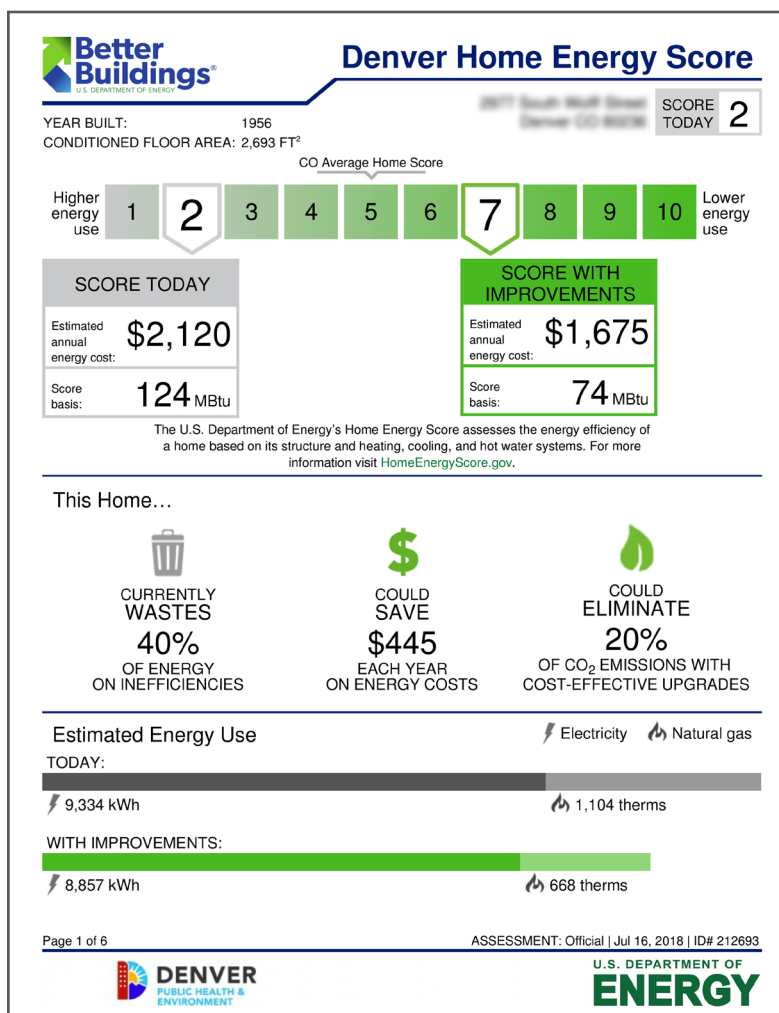 Better
Buildings®
U.S. DEPARTMENT OF ENERGY
Denver Home Energy Score
SCORE
TODAY
2
YEAR BUILT: 1956
CONDITIONED FLOOR AREA: 2,693 FT²
CO Average Home Score
Higher
energy
use
1 2 3 4 5 6 7 8 9 10
Lower
energy
use
SCORE TODAY
Estimated
annual
energy cost:
$2,120
Score
basis:
124 MBtu
SCORE WITH
IMPROVEMENTS
Estimated
annual
energy cost:
$1,675
Score
basis:
74 MBtu
The U.S. Department of Energy's Home Energy Score assesses the energy efficiency of
a home based on its structure and heating, cooling, and hot water systems. For more
information visit HomeEnergyScore.gov.
This Home…
CURRENTLY
WASTES
40%
OF ENERGY
ON INEFFICIENCIES
$
COULD
SAVE
$445
EACH YEAR
ON ENERGY COSTS
COULD
ELIMINATE
20%
OF CO₂ EMISSIONS WITH
COST-EFFECTIVE UPGRADES
Estimated Energy Use
Electricity
Natural gas
TODAY:
9,334 kWh
1,104 therms
WITH IMPROVEMENTS:
8,857 kWh
668 therms
Page 1 of 6
ASSESSMENT: Official | Jul 16, 2018 | ID# 212693
DENVER
PUBLIC HEALTH &
ENVIRONMENT
U.S. DEPARTMENT OF
ENERGY